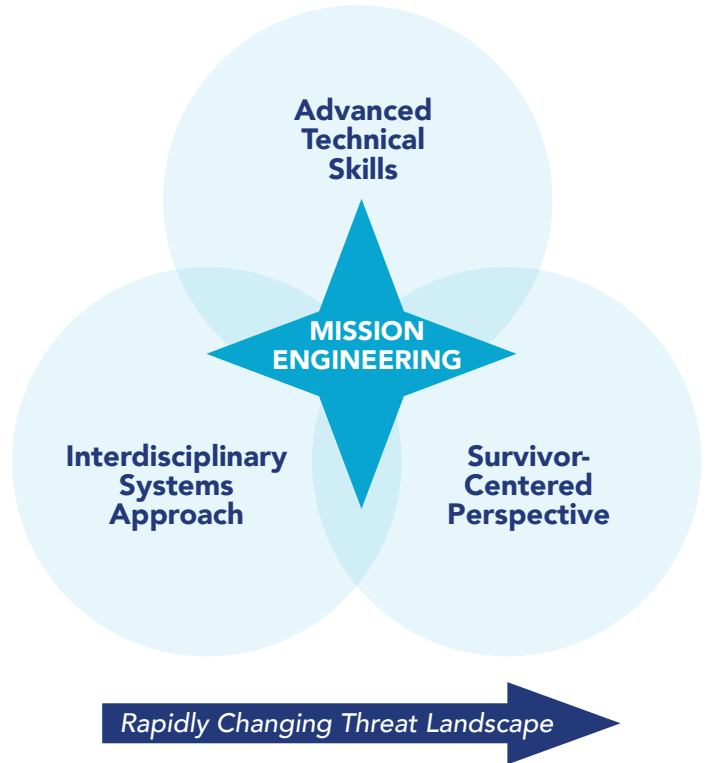 Advanced
Technical
Skills
MISSION
ENGINEERING
Interdisciplinary
Systems
Approach
Survivor-
Centered
Perspective
Rapidly Changing Threat Landscape